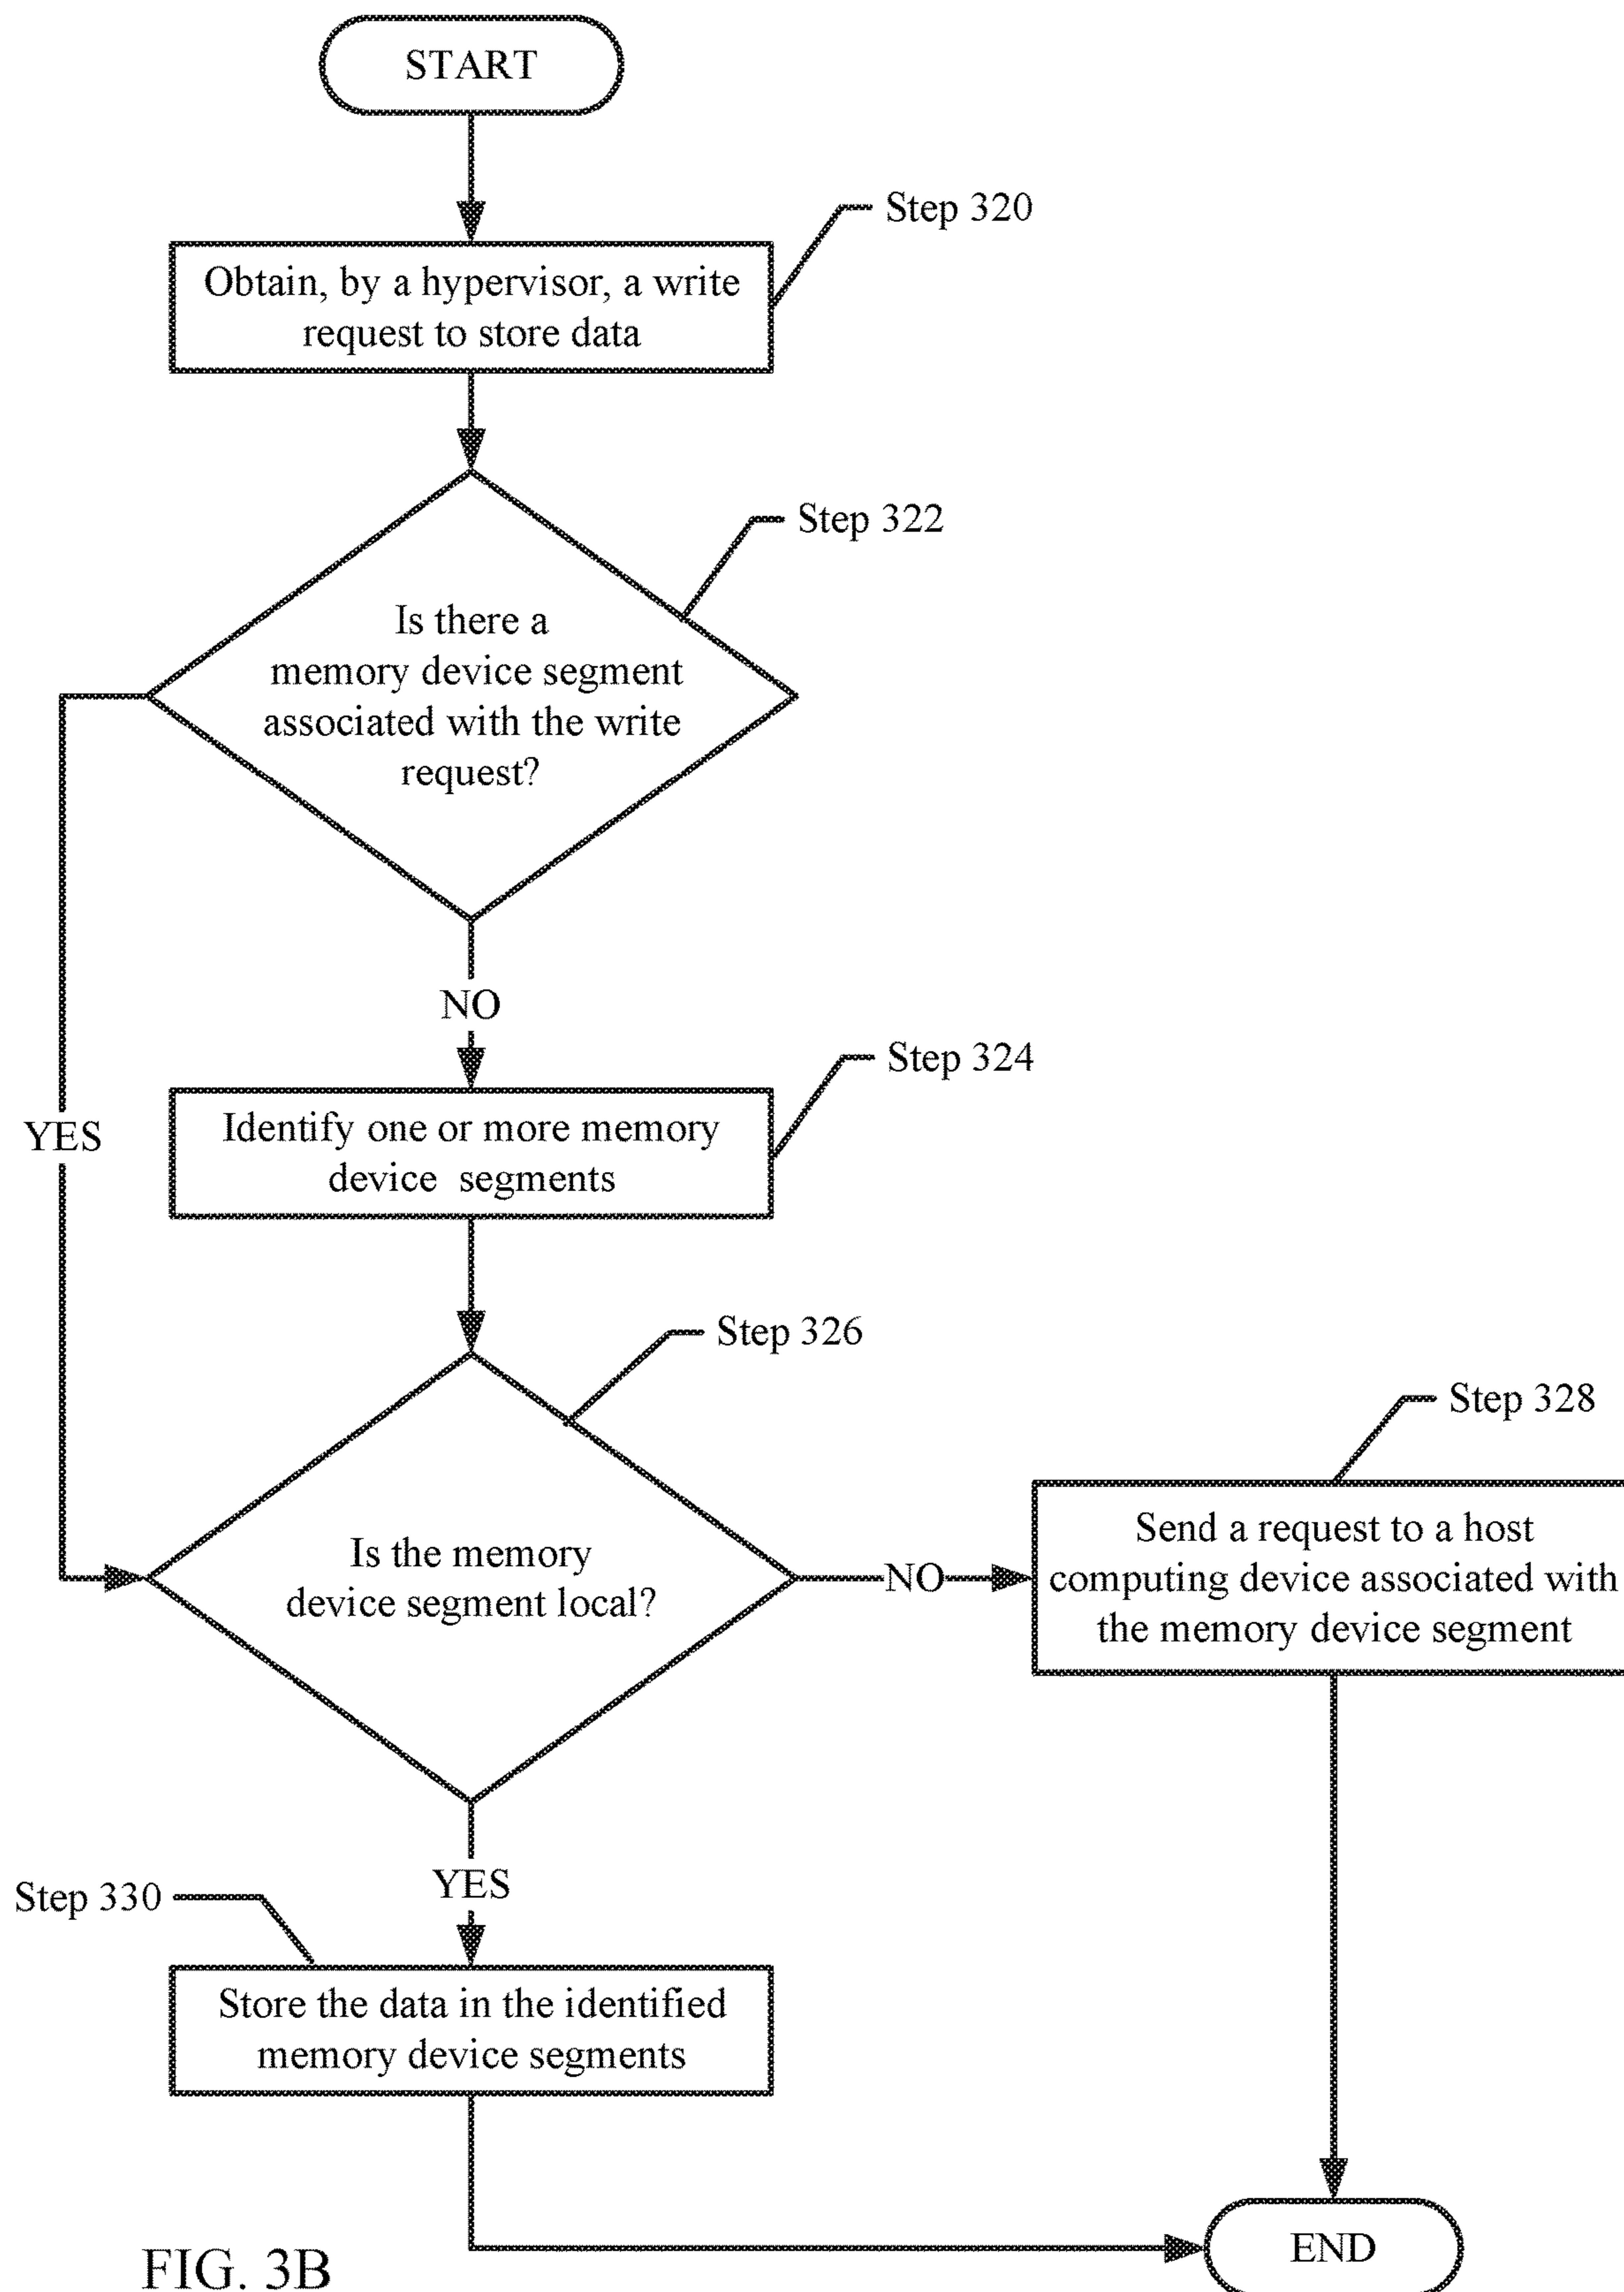 START
Step 320
Obtain, by a hypervisor, a write
request to store data
Step 322
Is there a
memory device segment
associated with the write
request?
NO
YES
Step 324
Identify one or more memory
device segments
Step 326
Is the memory
device segment local?
NO
Step 328
Send a request to a host
computing device associated with
the memory device segment
YES
Step 330
Store the data in the identified
memory device segments
END
FIG. 3B